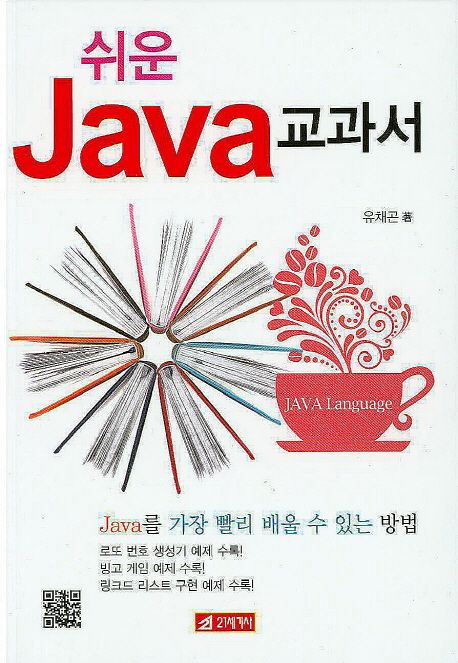 쉬운
Java 교과서
유채곤 著
JAVA Language
Java를 가장 빨리 배울 수 있는 방법
로또 번호 생성기 예제 수록!
빙고 게임 예제 수록!
링크드 리스트 구현 예제 수록!
21세기사